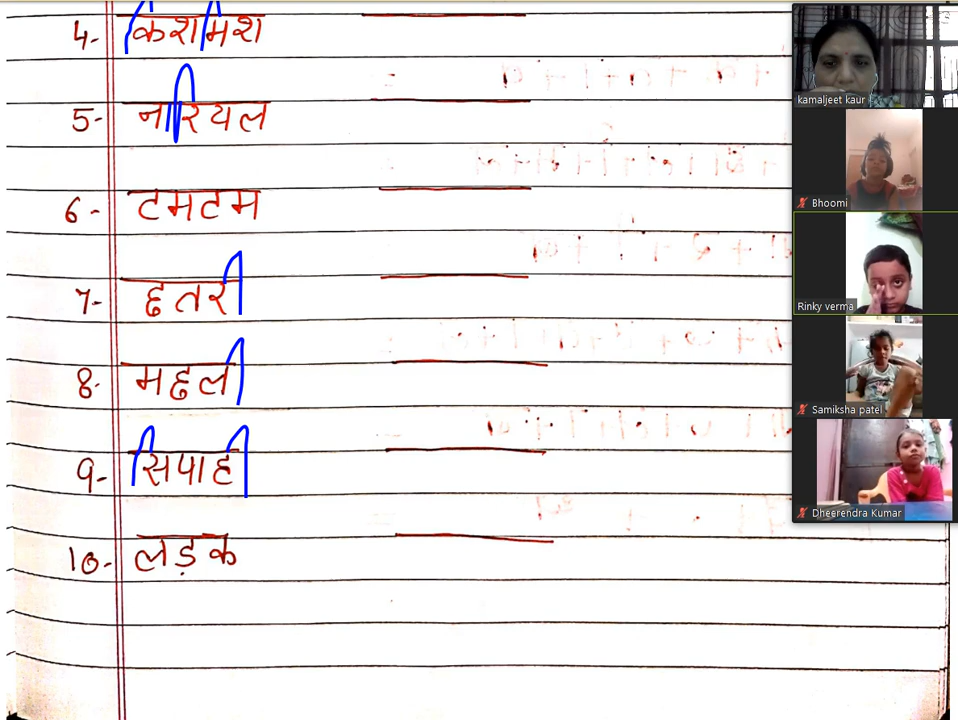 4- किशमिश
5- नारियल
6- टमटम
7- छतरी
8- मछली
9- सिपाही
10- लड़क
kamaljeet kaur
Bhoomi
Rinky verma
Samiksha patel
Dheerendra Kumar